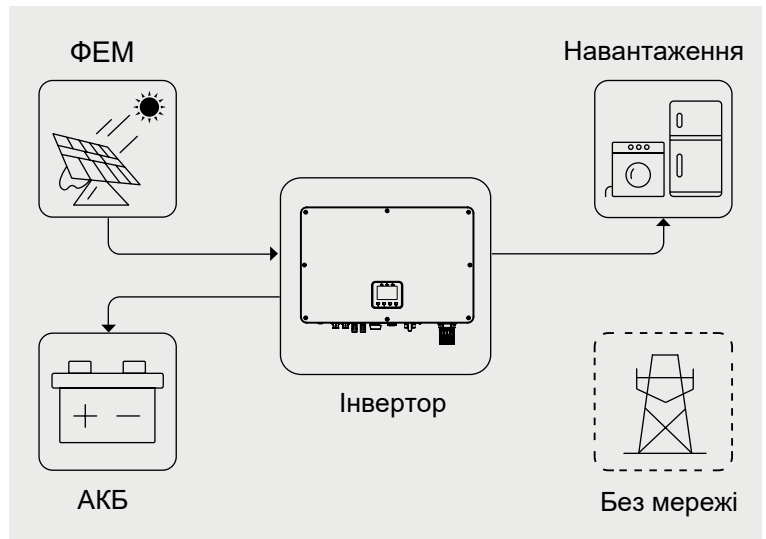 ФЕМ
Навантаження
Інвертор
АКБ
Без мережі